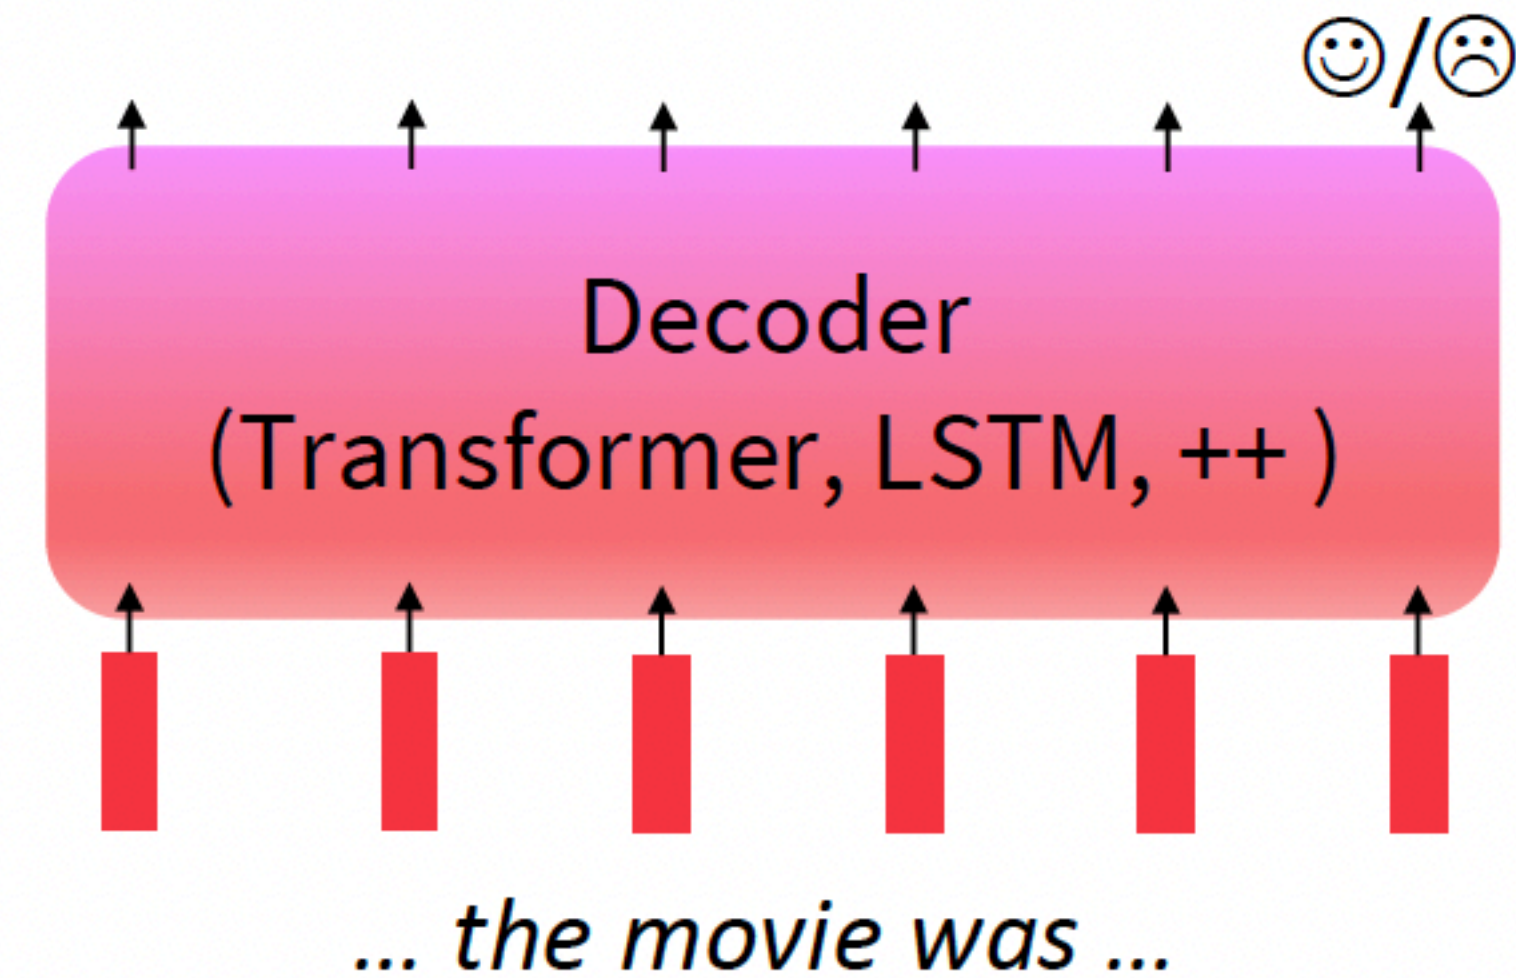 ☺/☹
Decoder
(Transformer, LSTM, ++ )
... the movie was ...